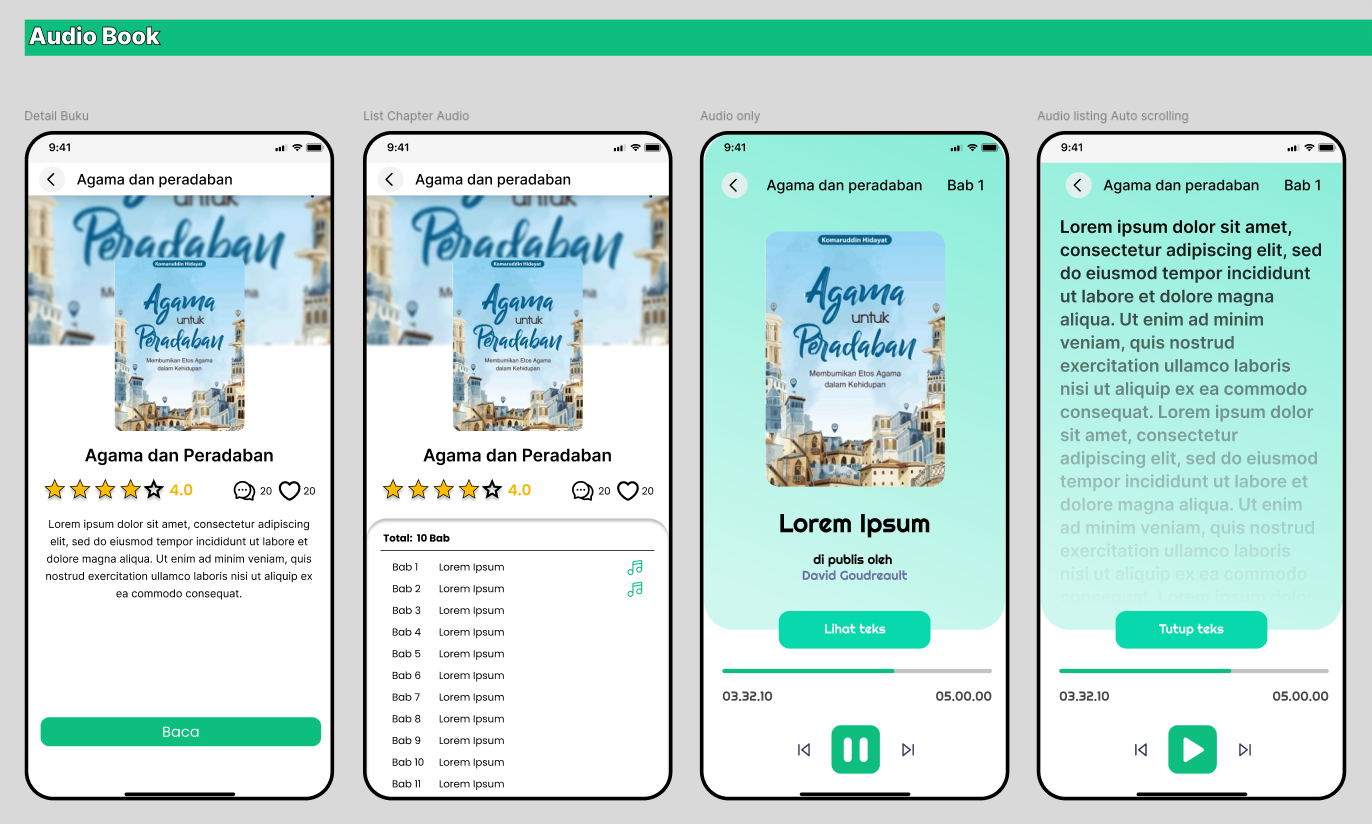 Audio Book
Detail Buku
9:41
Agama dan peradaban
untuk
Peradaban
Komaruddin Hidayat
Agama
untuk
Peradaban
Membumikan Etos Agama
dalam Kehidupan
Agama dan Peradaban
4.0
20
20
Lorem ipsum dolor sit amet, consectetur adipiscing
elit, sed do eiusmod tempor incididunt ut labore et
dolore magna aliqua. Ut enim ad minim veniam, quis
nostrud exercitation ullamco laboris nisi ut aliquip ex
ea commodo consequat.
Baca
List Chapter Audio
9:41
Agama dan peradaban
untuk
Peradaban
Komaruddin Hidayat
Agama
untuk
Peradaban
Membumikan Etos Agama
dalam Kehidupan
Agama dan Peradaban
4.0
20
20
Total: 10 Bab
Bab 1 Lorem Ipsum
Bab 2 Lorem Ipsum
Bab 3 Lorem Ipsum
Bab 4 Lorem Ipsum
Bab 5 Lorem Ipsum
Bab 6 Lorem Ipsum
Bab 7 Lorem Ipsum
Bab 8 Lorem Ipsum
Bab 9 Lorem Ipsum
Bab 10 Lorem Ipsum
Bab 11 Lorem Ipsum
Audio only
9:41
Agama dan peradaban Bab 1
Komaruddin Hidayat
Agama
untuk
Peradaban
Membumikan Etos Agama
dalam Kehidupan
Lorem Ipsum
di publis oleh
David Goudreault
Lihat teks
03.32.10 05.00.00
Audio listing Auto scrolling
9:41
Agama dan peradaban Bab 1
Lorem ipsum dolor sit amet,
consectetur adipiscing elit, sed
do eiusmod tempor incididunt
ut labore et dolore magna
aliqua. Ut enim ad minim
veniam, quis nostrud
exercitation ullamco laboris
nisi ut aliquip ex ea commodo
consequat. Lorem ipsum dolor
sit amet, consectetur
adipiscing elit, sed do eiusmod
tempor incididunt ut labore et
dolore magna aliqua. Ut enim
ad minim veniam, quis nostrud
exercitation ullamco laboris
nisi ut aliquip ex ea commodo
consequat. Lorem ipsum dolor
Tutup teks
03.32.10 05.00.00